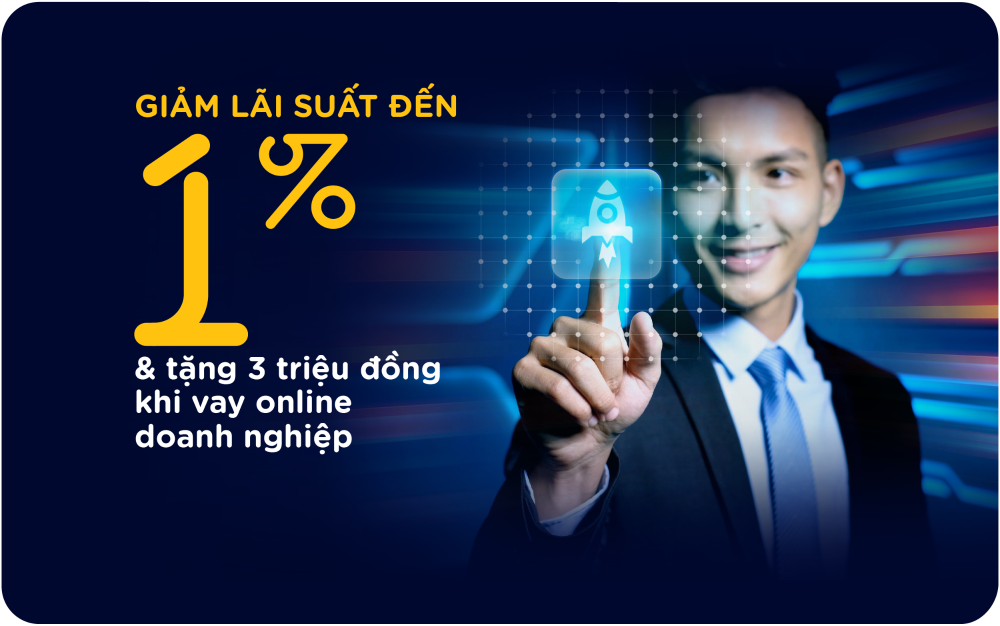 GIẢM LÃI SUẤT ĐẾN
1%
& tặng 3 triệu đồng
khi vay online
doanh nghiệp